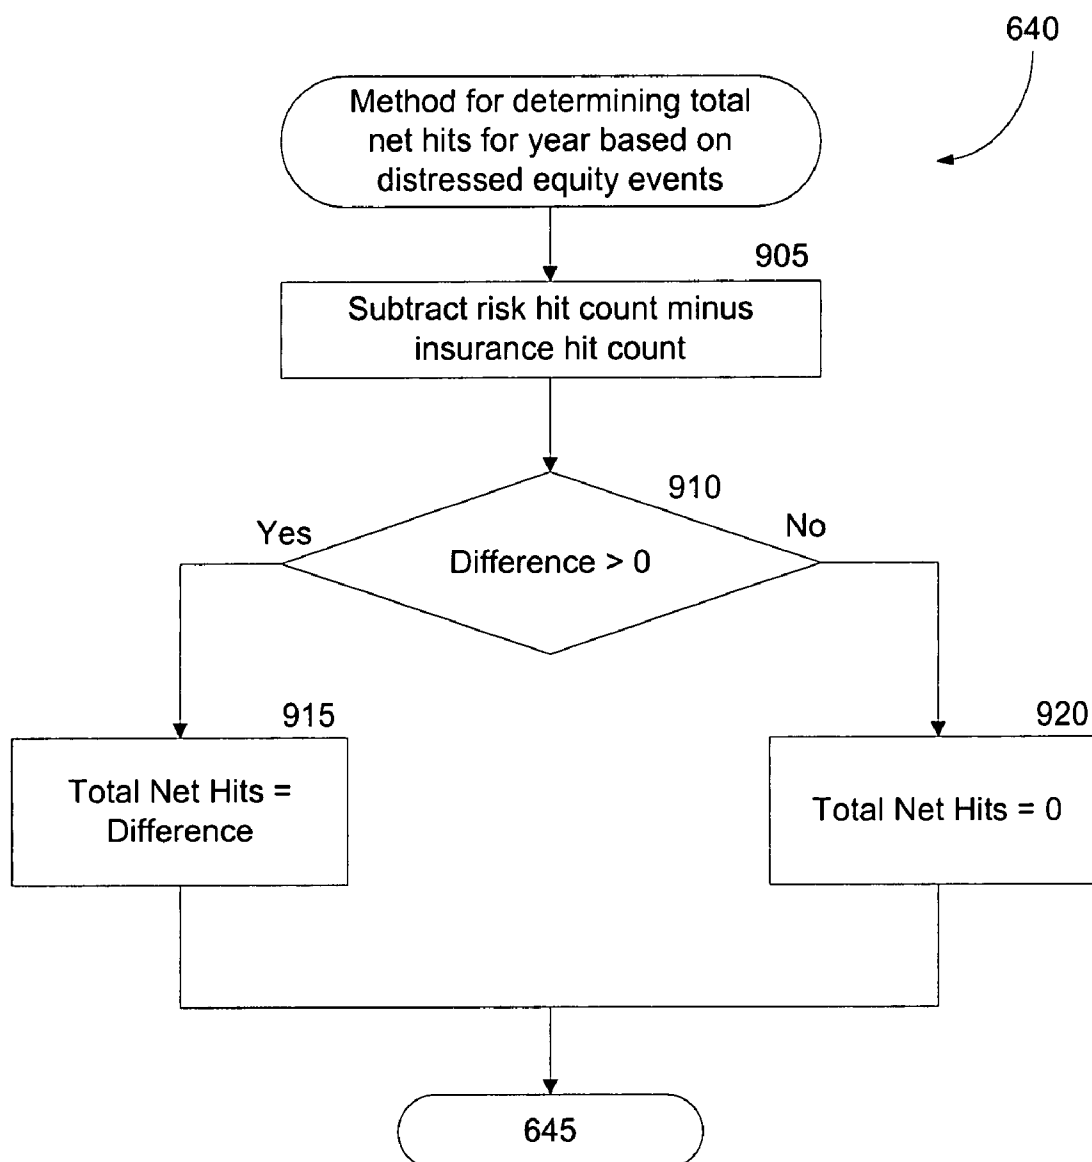 640
Method for determining total
net hits for year based on
distressed equity events
905
Subtract risk hit count minus
insurance hit count
910
Yes
No
Difference > 0
915
920
Total Net Hits =
Difference
Total Net Hits = 0
645